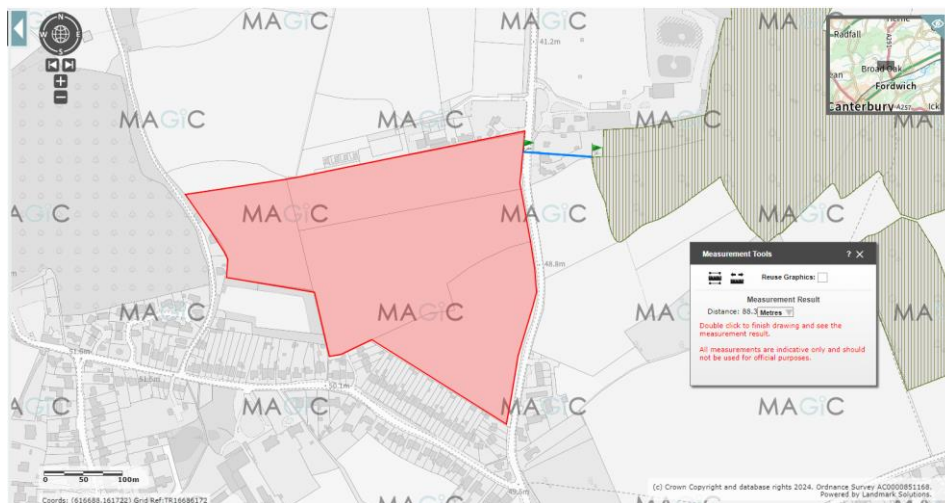 MAGiC
MAGiC
MAGiC
N
W
E
S
41.2m
Radfall
A251
Broad Oak
Fordwich
Canterbury
A257
MAGiC
MAGiC
MAGiC
MAGiC
MA
MAGiC
MAGiC
MAGiC
MAGiC
48.8m
Measurement Tools ? X
Reuse Graphics:
Measurement Result
Distance: 88.3 Metres
Double click to finish drawing and see the
measurement result.
All measurements are indicative only and should
not be used for official purposes.
MAGiC
MAGiC
MA
MAGiC
MAGiC
MAGiC
0 50 100m
Coords: (616688,161722) Grid Ref:TR16686172
(c) Crown Copyright and database rights 2024. Ordnance Survey AC0000851168.
Powered by Landmark Solutions.